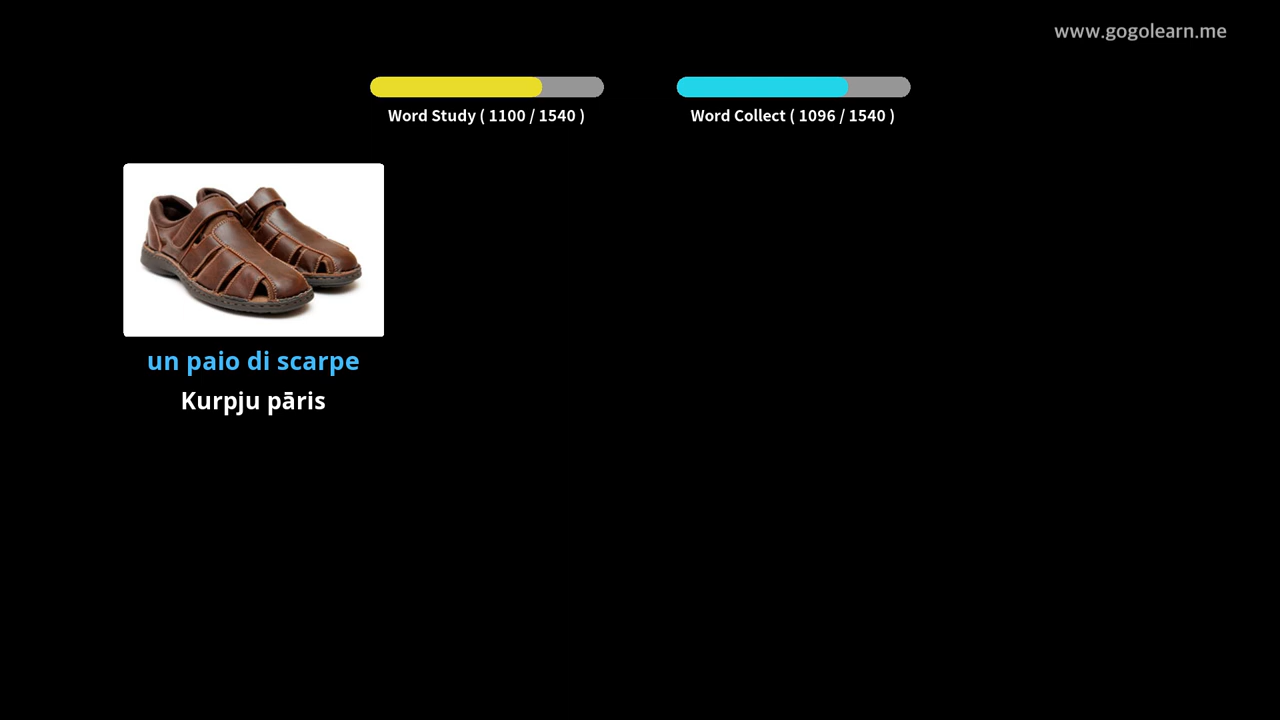 www.gogolearn.me
Word Study ( 1100 / 1540 )
Word Collect ( 1096 / 1540 )
un paio di scarpe
Kurpju pāris